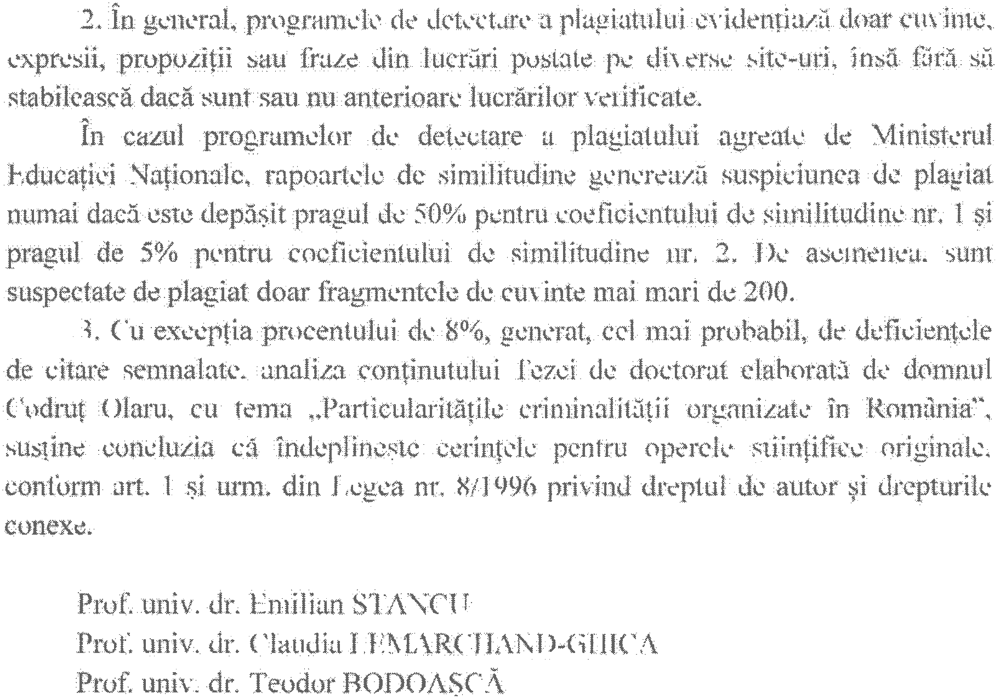 2. În general, programele de detectare a plagiatului evidențiază doar cuvinte,
expresii, propoziții sau fraze din lucrări postate pe diverse site-uri, însă fără să
stabilească dacă sunt sau nu anterioare lucrărilor verificate.
În cazul programelor de detectare a plagiatului agreate de Ministerul
Educației Naționale, rapoartele de similitudine generează suspiciunea de plagiat
numai dacă este depășit pragul de 50% pentru coeficientului de similitudine nr. 1 și
pragul de 5% pentru coeficientului de similitudine nr. 2. De asemenea, sunt
suspectate de plagiat doar fragmentele de cuvinte mai mari de 200.
3. Cu excepția procentului de 8%, generat, cel mai probabil, de deficiențele
de citare semnalate, analiza conținutului Tezei de doctorat elaborată de domnul
Codruț Olaru, cu tema „Particularitățile criminalității organizate în România”,
susține concluzia că îndeplinește cerințele pentru operele stiințifice originale,
conform art. 1 și urm. din Legea nr. 8/1996 privind dreptul de autor și drepturile
conexe.
Prof. univ. dr. Emilian STANCU
Prof. univ. dr. Claudia LEMARCHAND-GHICA
Prof. univ. dr. Teodor BODOAȘCĂ